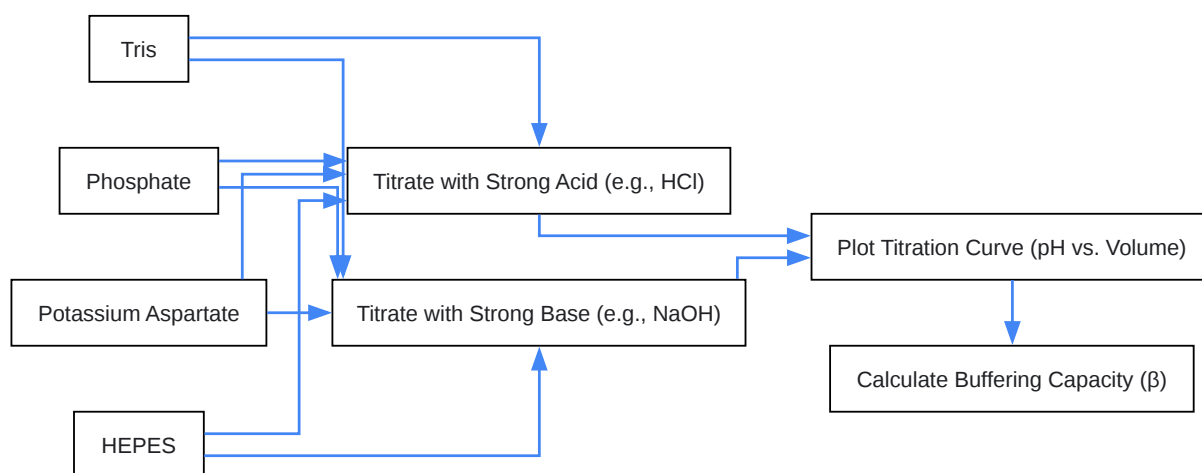 Tris
Phosphate
Titrate with Strong Acid (e.g., HCl)
Plot Titration Curve (pH vs. Volume)
Potassium Aspartate
Titrate with Strong Base (e.g., NaOH)
Calculate Buffering Capacity (β)
HEPES